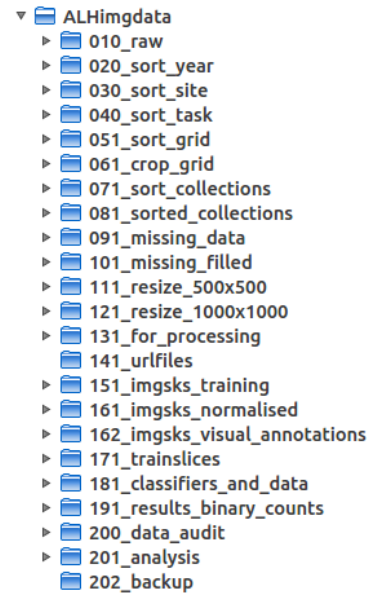 ALHimgdata
010_raw
020_sort_year
030_sort_site
040_sort_task
051_sort_grid
061_crop_grid
071_sort_collections
081_sorted_collections
091_missing_data
101_missing_filled
111_resize_500x500
121_resize_1000x1000
131_for_processing
141_urlfiles
151_imgsks_training
161_imgsks_normalised
162_imgsks_visual_annotations
171_trainslices
181_classifiers_and_data
191_results_binary_counts
200_data_audit
201_analysis
202_backup